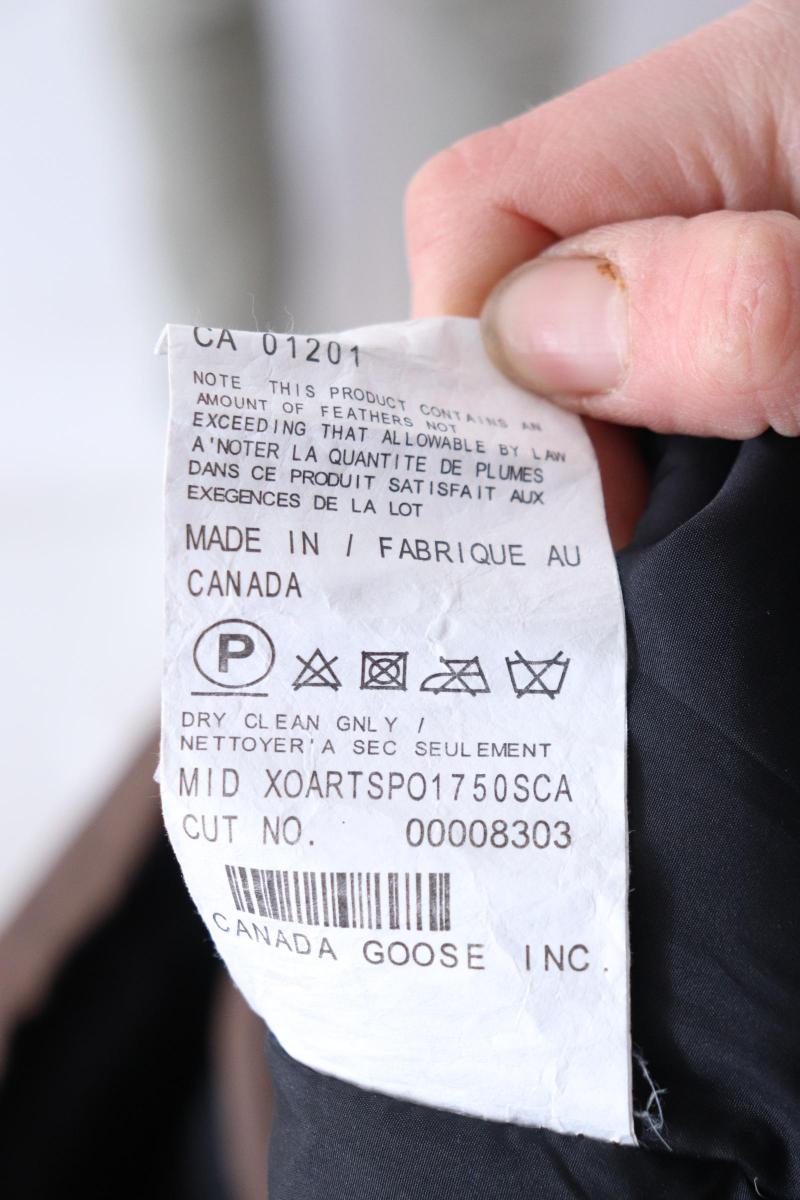 CA 01201
NOTE THIS PRODUCT CONTAINS AN
AMOUNT OF FEATHERS NOT
EXCEEDING THAT ALLOWABLE BY LAW
A'NOTER LA QUANTITE DE PLUMES
DANS CE PRODUIT SATISFAIT AUX
EXEGENCES DE LA LOT
MADE IN / FABRIQUE AU
CANADA
P
DRY CLEAN GNLY /
NETTOYER'A SEC SEULEMENT
MID XOARTSPO1750SCA
CUT NO. 00008303
CANADA GOOSE INC.